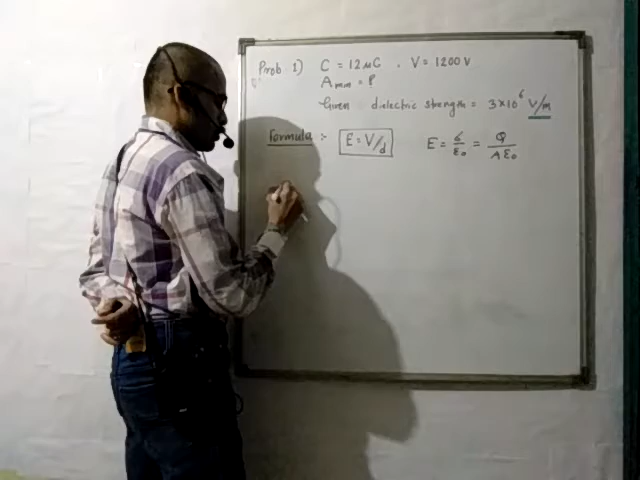 Prob 1) C = 12 μC , V = 1200 V
Amin = ?
Given dielectric strength = 3×10⁶ V/m
Formula :- E = V/d E = σ/ε₀ = Q/Aε₀